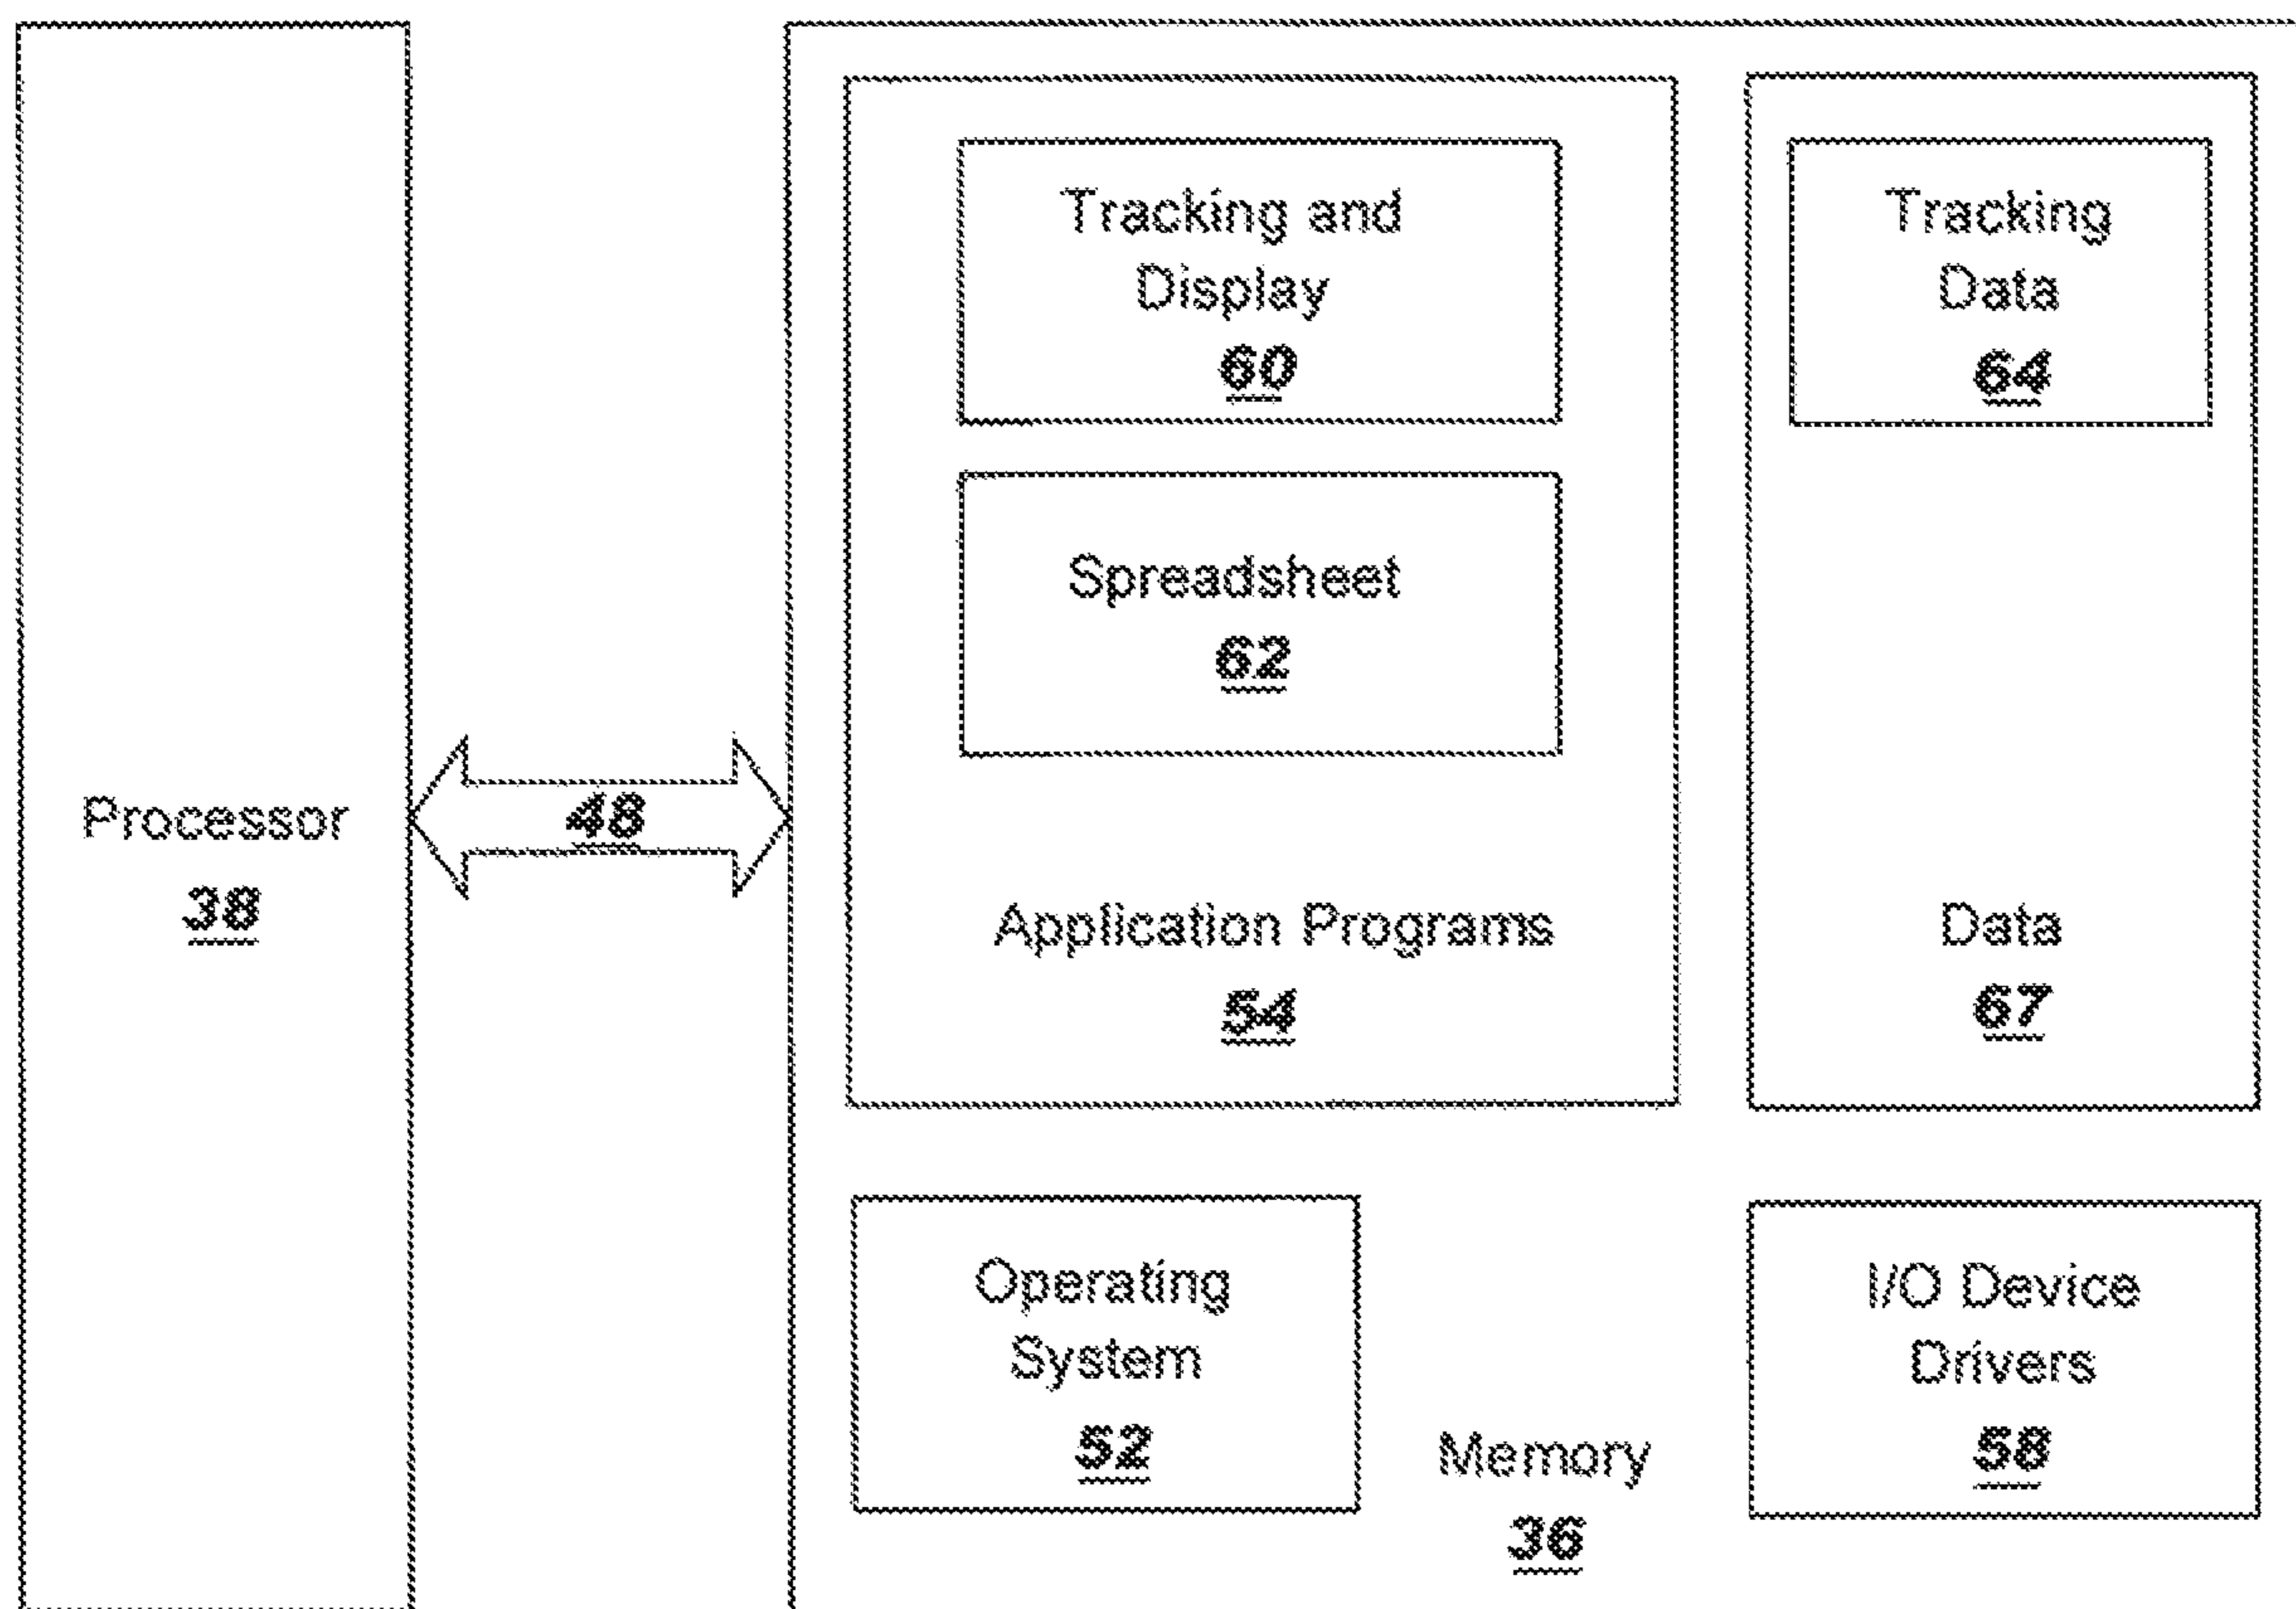 Processor
38
48
Tracking and
Display
60
Spreadsheet
62
Application Programs
54
Tracking
Data
64
Data
67
Operating
System
52
Memory
36
I/O Device
Drivers
58